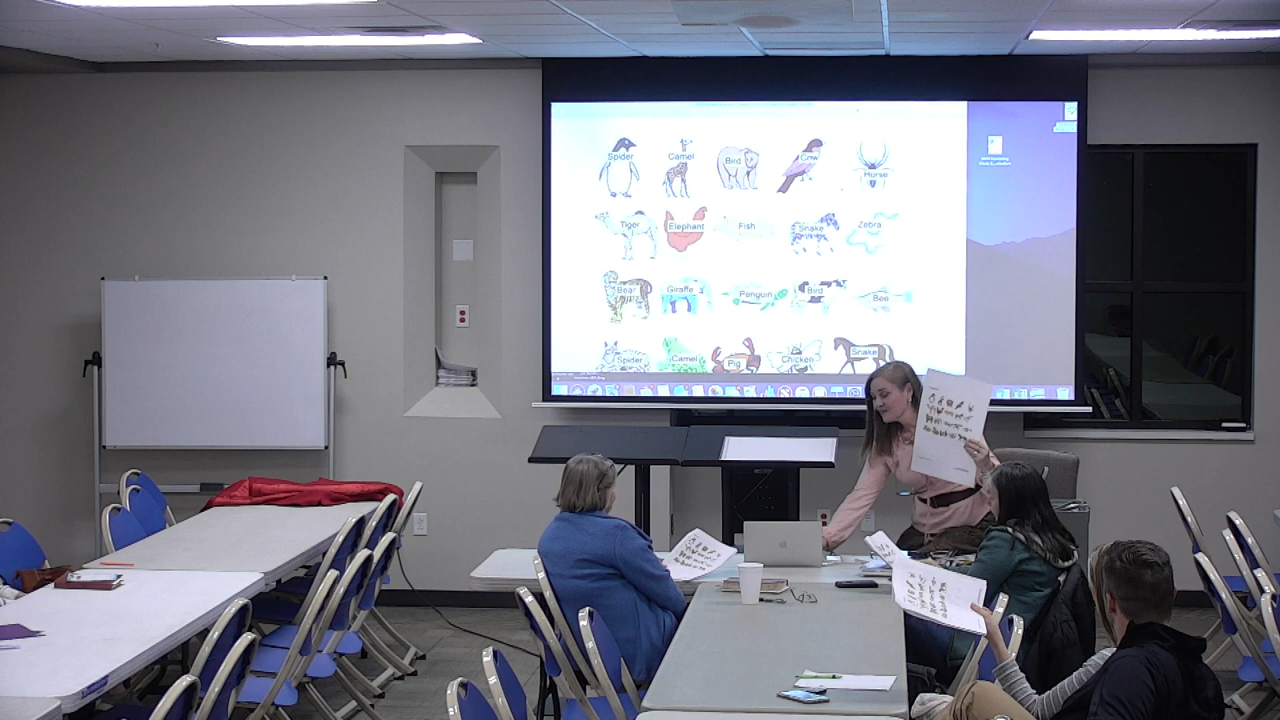 Spider Camel Bird Cow Horse
Tiger Elephant Fish Snake Zebra
Bear Giraffe Penguin Bird Bee
Spider Camel Pig Chicken Snake